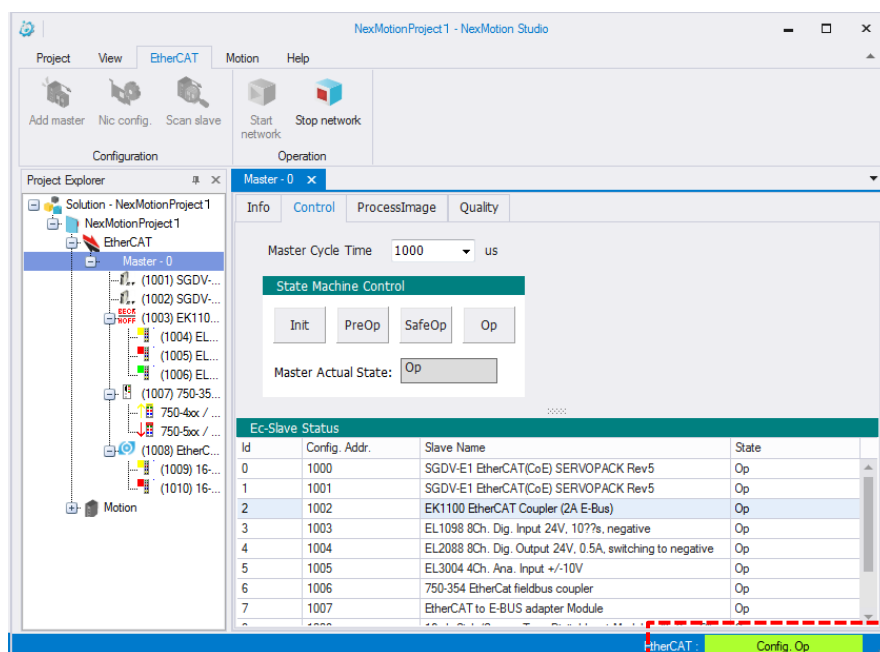 NexMotionProject1 - NexMotion Studio
Project View EtherCAT Motion Help
Add master Nic config. Scan slave Start network Stop network
Configuration Operation
Project Explorer
Master - 0
Solution - NexMotionProject1
NexMotionProject1
EtherCAT
Master - 0
(1001) SGDV-...
(1002) SGDV-...
BECKHOFF (1003) EK110...
(1004) EL...
(1005) EL...
(1006) EL...
(1007) 750-35...
750-4xx / ...
750-5xx / ...
(1008) EtherC...
(1009) 16-...
(1010) 16-...
Motion
Info Control ProcessImage Quality
Master Cycle Time 1000 us
State Machine Control
Init PreOp SafeOp Op
Master Actual State: Op
Ec-Slave Status
Id Config. Addr. Slave Name State
0 1000 SGDV-E1 EtherCAT(CoE) SERVOPACK Rev5 Op
1 1001 SGDV-E1 EtherCAT(CoE) SERVOPACK Rev5 Op
2 1002 EK1100 EtherCAT Coupler (2A E-Bus) Op
3 1003 EL1098 8Ch. Dig. Input 24V, 10??s, negative Op
4 1004 EL2088 8Ch. Dig. Output 24V, 0.5A, switching to negative Op
5 1005 EL3004 4Ch. Ana. Input +/-10V Op
6 1006 750-354 EtherCat fieldbus coupler Op
7 1007 EtherCAT to E-BUS adapter Module Op
EtherCAT : Config. Op